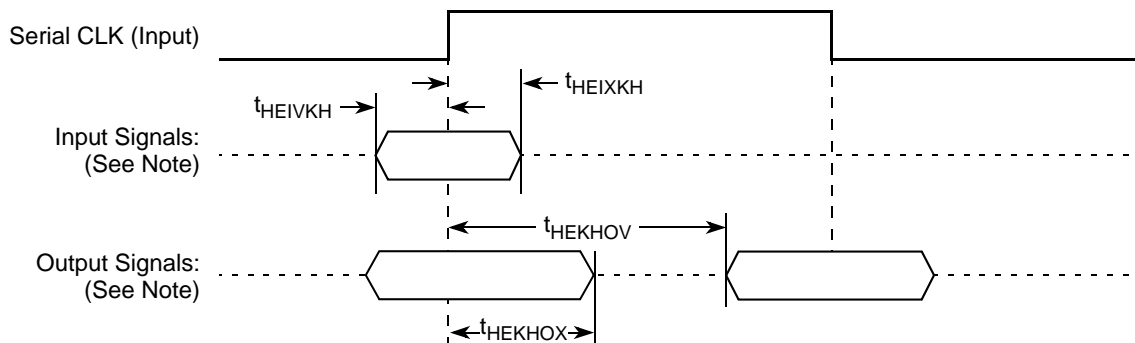 Serial CLK (Input)
tHEIXKH
tHEIVKH
Input Signals:
(See Note)
tHEKHOV
Output Signals:
(See Note)
tHEKHOX